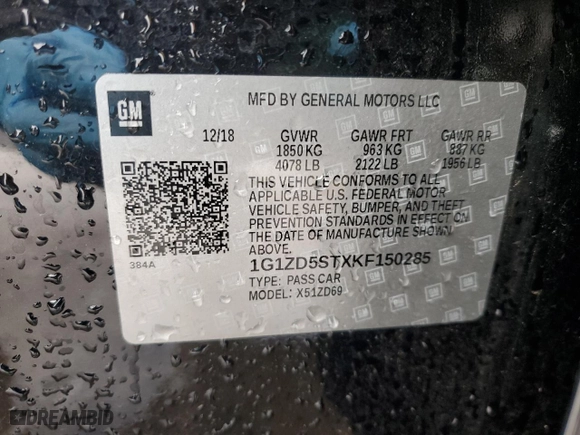 GM
MFD BY GENERAL MOTORS LLC
12/18 GVWR GAWR FRT GAWR RR
1850 KG 963 KG 887 KG
4078 LB 2122 LB 1956 LB
THIS VEHICLE CONFORMS TO ALL
APPLICABLE U.S. FEDERAL MOTOR
VEHICLE SAFETY, BUMPER, AND THEFT
PREVENTION STANDARDS IN EFFECT ON
THE DATE OF MANUFACTURE SHOWN
ABOVE.
384A
1G1ZD5STXKF150285
TYPE: PASS CAR
MODEL: X51ZD69
DREAMBID